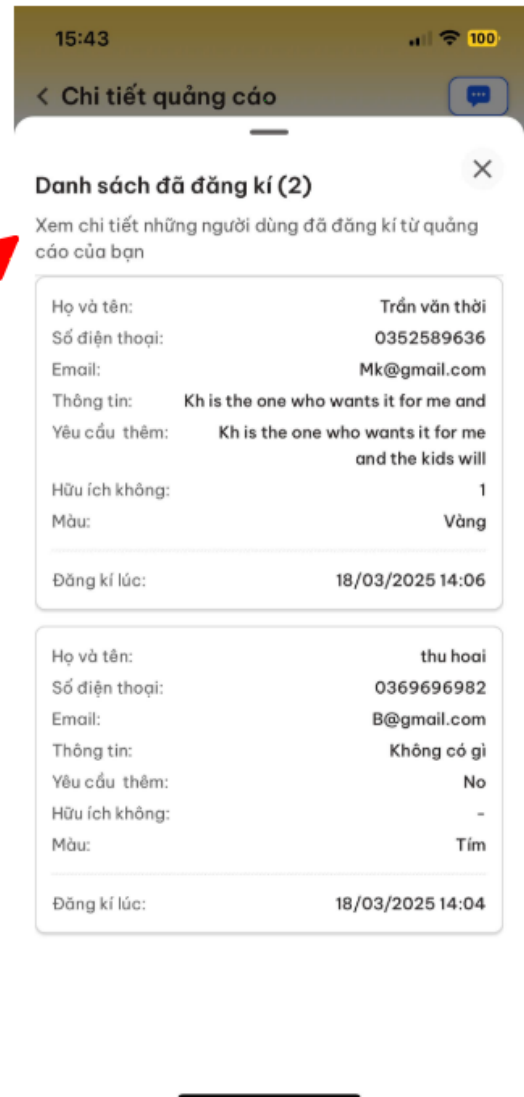 15:43
100
Chi tiết quảng cáo
Danh sách đã đăng kí (2)
Xem chi tiết những người dùng đã đăng kí từ quảng
cáo của bạn
Họ và tên: Trần văn thời
Số điện thoại: 0352589636
Email: Mk@gmail.com
Thông tin: Kh is the one who wants it for me and
Yêu cầu thêm: Kh is the one who wants it for me
and the kids will
Hữu ích không: 1
Màu: Vàng
Đăng kí lúc: 18/03/2025 14:06
Họ và tên: thu hoai
Số điện thoại: 0369696982
Email: B@gmail.com
Thông tin: Không có gì
Yêu cầu thêm: No
Hữu ích không: -
Màu: Tím
Đăng kí lúc: 18/03/2025 14:04